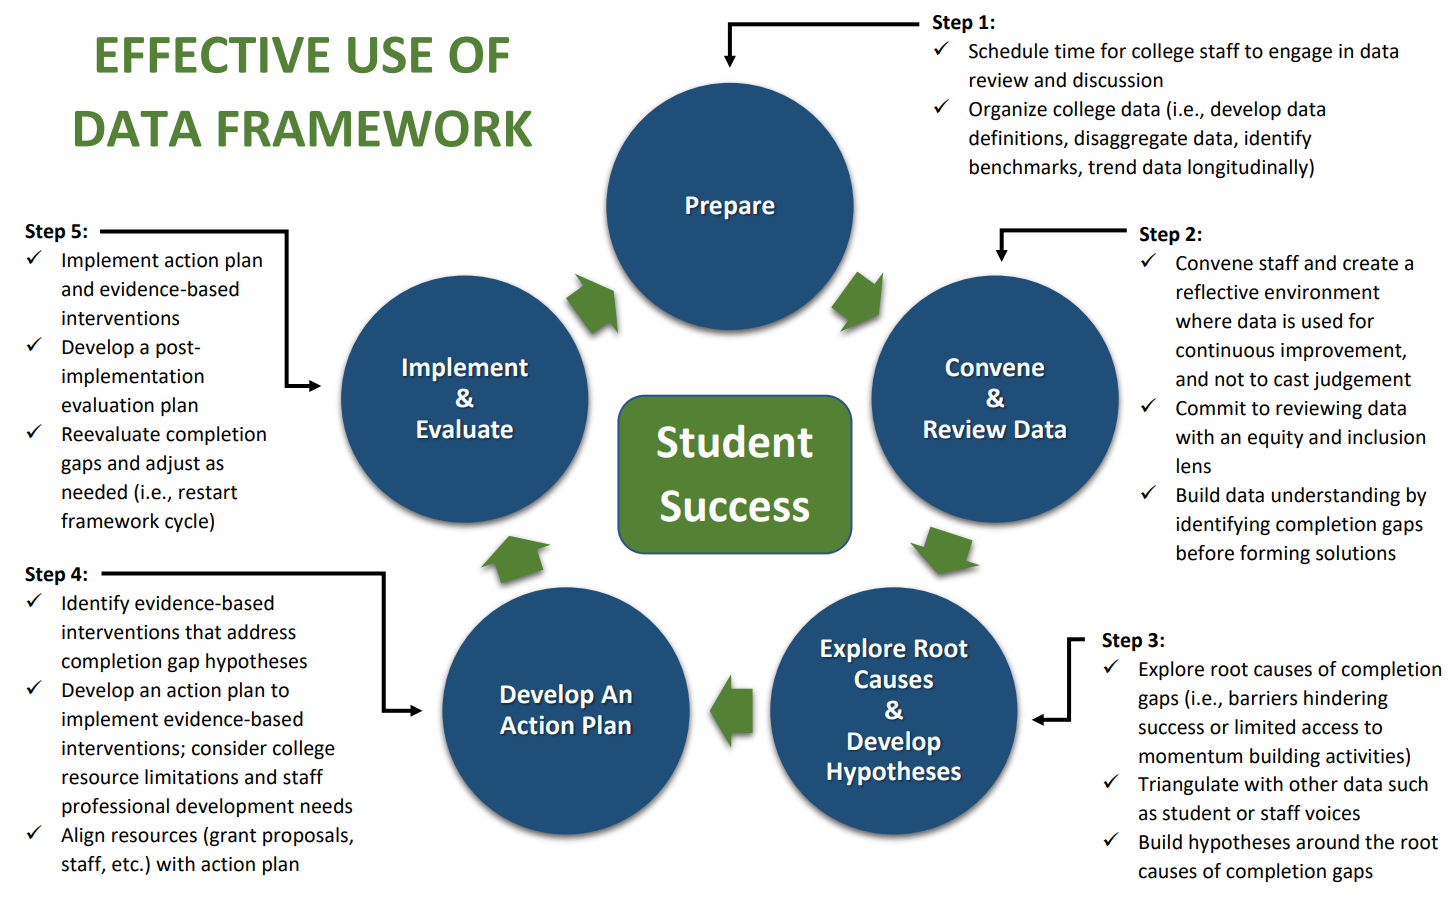 EFFECTIVE USE OF
DATA FRAMEWORK
Step 1:
✓ Schedule time for college staff to engage in data
review and discussion
✓ Organize college data (i.e., develop data
definitions, disaggregate data, identify
benchmarks, trend data longitudinally)
Prepare
Step 2:
✓ Convene staff and create a
reflective environment
where data is used for
continuous improvement,
and not to cast judgement
✓ Commit to reviewing data
with an equity and inclusion
lens
✓ Build data understanding by
identifying completion gaps
before forming solutions
Convene
&
Review Data
Step 3:
✓ Explore root causes of completion
gaps (i.e., barriers hindering
success or limited access to
momentum building activities)
✓ Triangulate with other data such
as student or staff voices
✓ Build hypotheses around the root
causes of completion gaps
Explore Root
Causes
&
Develop
Hypotheses
Step 4:
✓ Identify evidence-based
interventions that address
completion gap hypotheses
✓ Develop an action plan to
implement evidence-based
interventions; consider college
resource limitations and staff
professional development needs
✓ Align resources (grant proposals,
staff, etc.) with action plan
Develop An
Action Plan
Step 5:
✓ Implement action plan
and evidence-based
interventions
✓ Develop a post-
implementation
evaluation plan
✓ Reevaluate completion
gaps and adjust as
needed (i.e., restart
framework cycle)
Implement
&
Evaluate
Student
Success